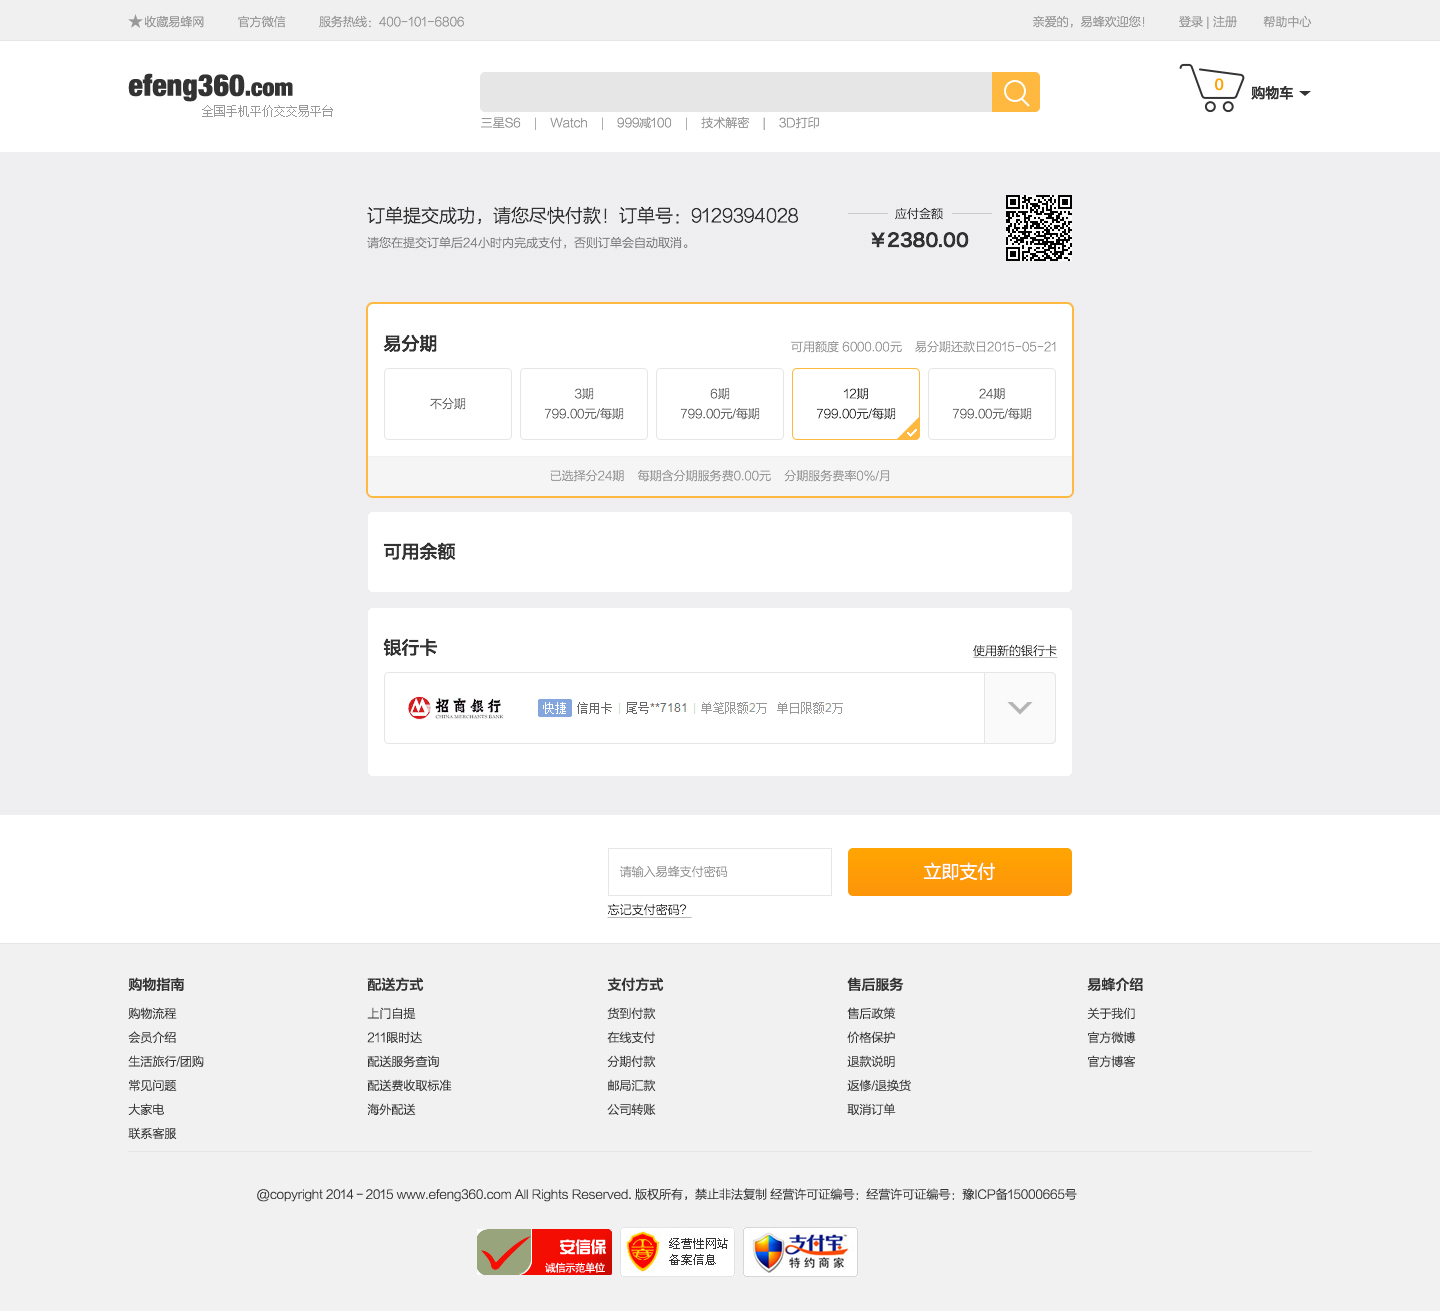 ★收藏易蜂网 官方微信 服务热线：400-101-6806 亲爱的，易蜂欢迎您！ 登录 | 注册 帮助中心
efeng360.com
全国手机平价交交易平台
0 购物车
三星S6 | Watch | 999减100 | 技术解密 | 3D打印
订单提交成功，请您尽快付款！订单号：9129394028
请您在提交订单后24小时内完成支付，否则订单会自动取消。
应付金额
¥2380.00
易分期 可用额度 6000.00元 易分期还款日2015-05-21
不分期
3期
799.00元/每期
6期
799.00元/每期
12期
799.00元/每期
24期
799.00元/每期
已选择分24期 每期含分期服务费0.00元 分期服务费率0%/月
可用余额
银行卡 使用新的银行卡
招商银行
CHINA MERCHANTS BANK
快捷 信用卡 | 尾号**7181 | 单笔限额2万 单日限额2万
请输入易蜂支付密码 立即支付
忘记支付密码？
购物指南
购物流程
会员介绍
生活旅行/团购
常见问题
大家电
联系客服
配送方式
上门自提
211限时达
配送服务查询
配送费收取标准
海外配送
支付方式
货到付款
在线支付
分期付款
邮局汇款
公司转账
售后服务
售后政策
价格保护
退款说明
返修/退换货
取消订单
易蜂介绍
关于我们
官方微博
官方博客
@copyright 2014-2015 www.efeng360.com All Rights Reserved. 版权所有，禁止非法复制 经营许可证编号：经营许可证编号：豫ICP备15000665号
安信保
诚信示范单位
经营性网站
备案信息
支付宝
特约商家